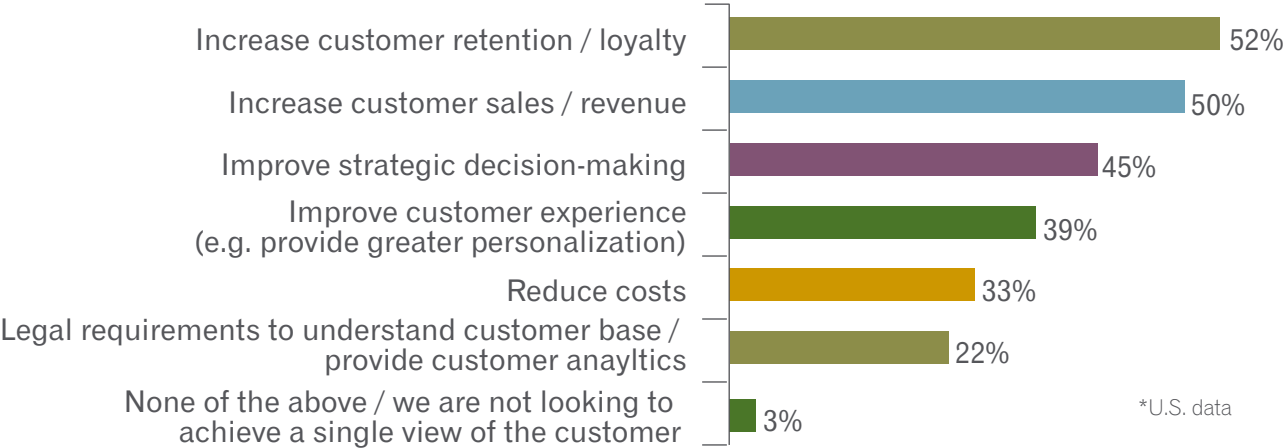 Increase customer retention / loyalty
52%
Increase customer sales / revenue
50%
Improve strategic decision-making
45%
Improve customer experience
(e.g. provide greater personalization)
39%
Reduce costs
33%
Legal requirements to understand customer base /
provide customer anayltics
22%
None of the above / we are not looking to
achieve a single view of the customer
3%
*U.S. data